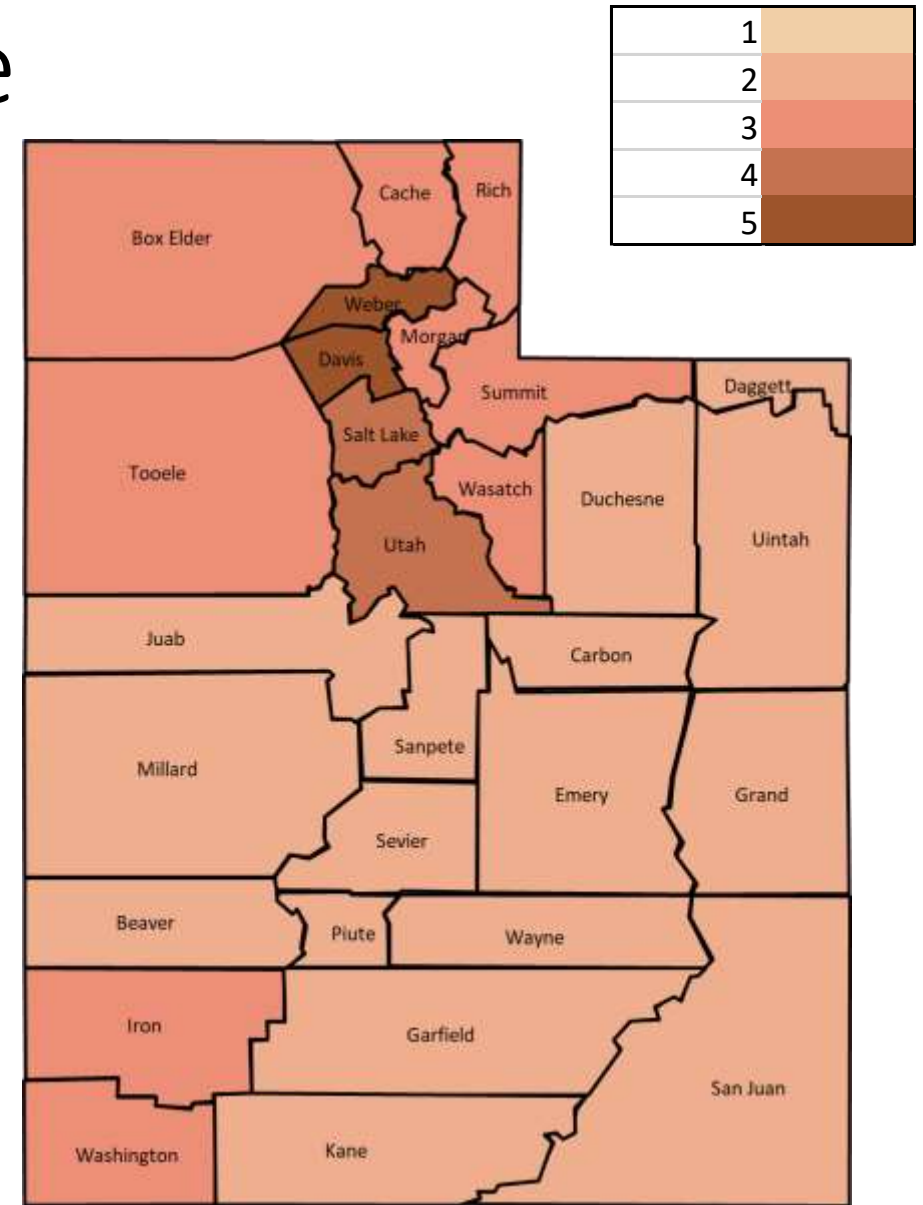 e
1
2
3
4
5
Cache
Rich
Box Elder
Weber
Morgan
Davis
Summit
Daggett
Salt Lake
Tooele
Wasatch
Duchesne
Uintah
Utah
Juab
Carbon
Sanpete
Millard
Emery
Grand
Sevier
Beaver
Piute
Wayne
Iron
Garfield
San Juan
Washington
Kane